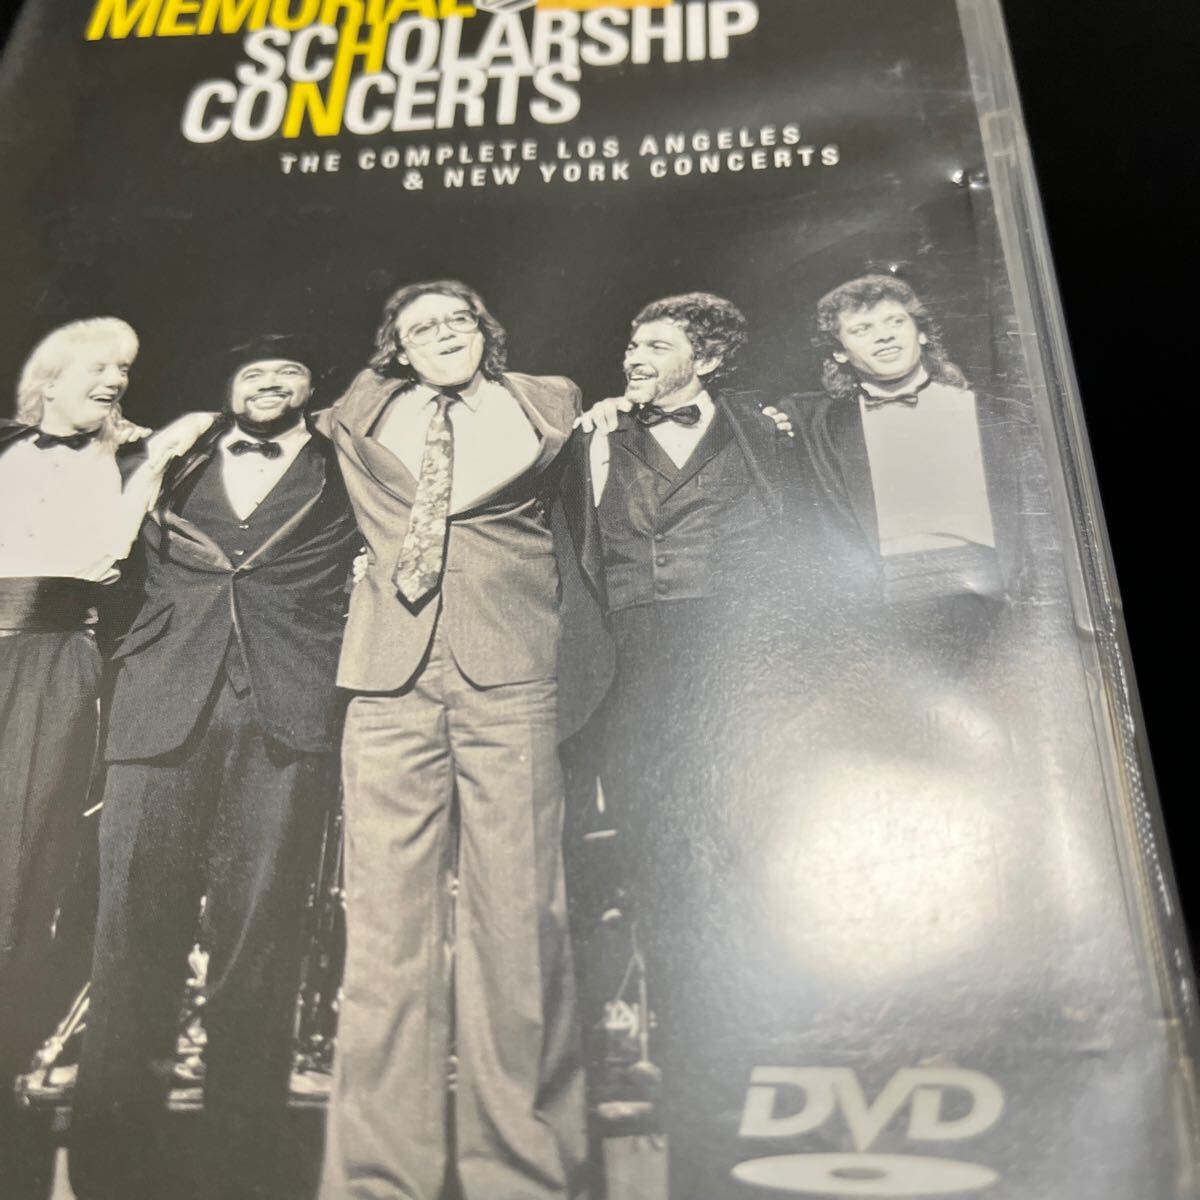 MEMORIAL
SCHOLARSHIP
CONCERTS
THE COMPLETE LOS ANGELES
& NEW YORK CONCERTS
DVD